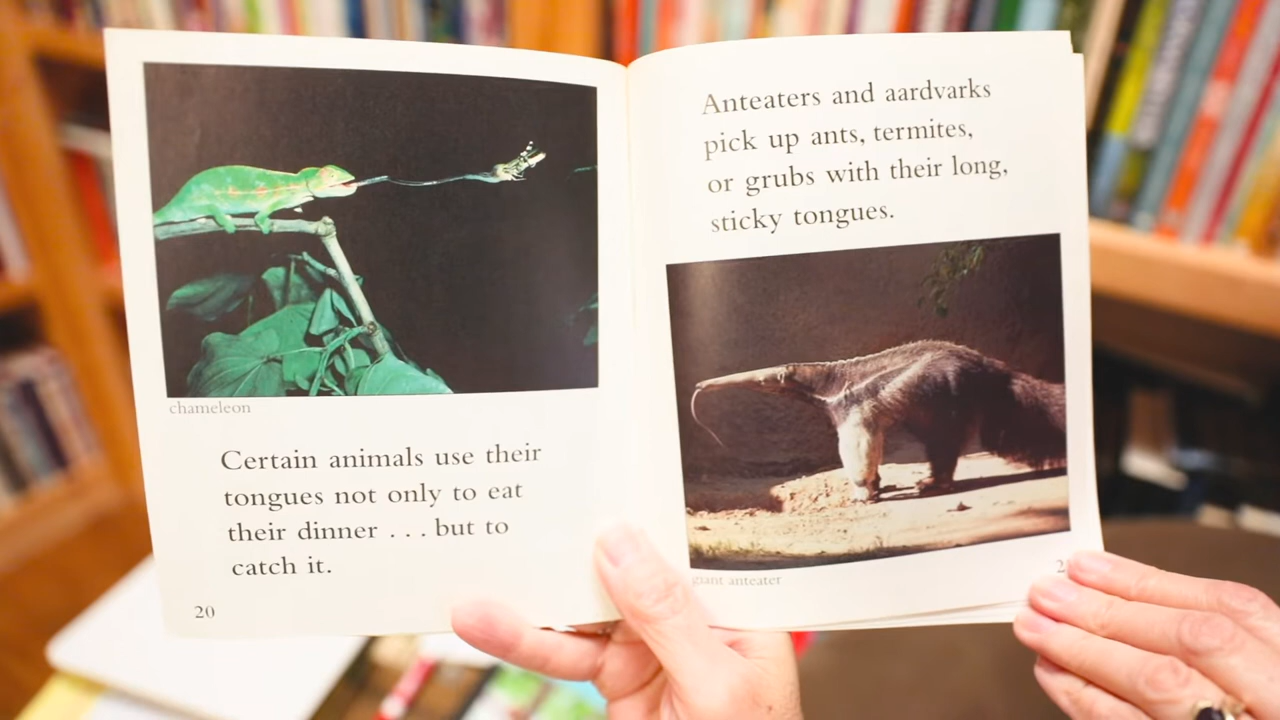 chameleon
Certain animals use their
tongues not only to eat
their dinner . . . but to
catch it.
20
Anteaters and aardvarks
pick up ants, termites,
or grubs with their long,
sticky tongues.
giant anteater